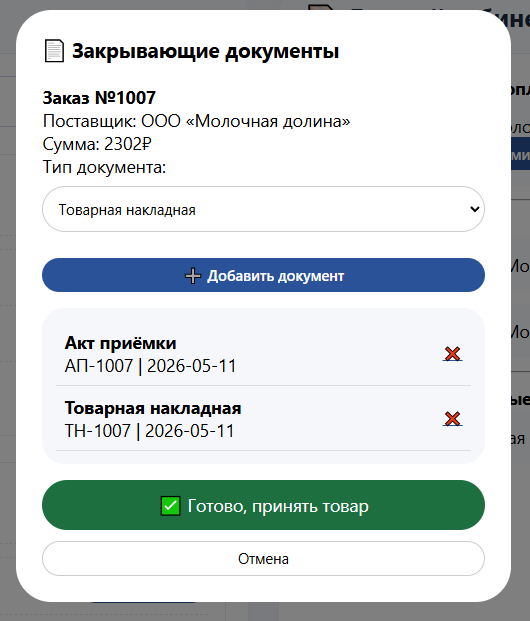 Закрывающие документы
Заказ №1007
Поставщик: ООО «Молочная долина»
Сумма: 2302₽
Тип документа:
Товарная накладная
Добавить документ
Акт приёмки
АП-1007 | 2026-05-11
Товарная накладная
ТН-1007 | 2026-05-11
Готово, принять товар
Отмена